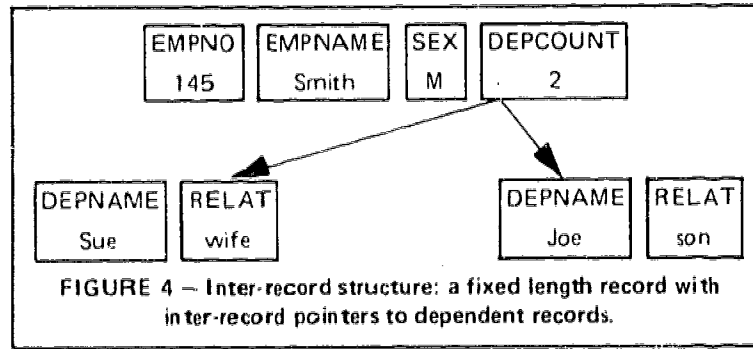 EMPNO EMPNAME SEX DEPCOUNT
145 Smith M 2
DEPNAME RELAT DEPNAME RELAT
Sue wife Joe son
FIGURE 4 — Inter-record structure: a fixed length record with
inter-record pointers to dependent records.